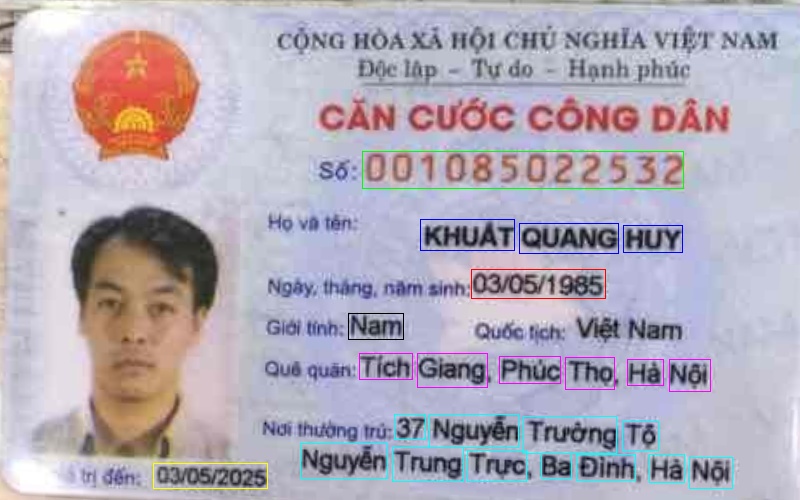 CỘNG HÒA XÃ HỘI CHỦ NGHĨA VIỆT NAM
Độc lập – Tự do – Hạnh phúc
CĂN CƯỚC CÔNG DÂN
Số: 001085022532
Họ và tên:
KHUẤT QUANG HUY
Ngày, tháng, năm sinh: 03/05/1985
Giới tính: Nam Quốc tịch: Việt Nam
Quê quán: Tích Giang, Phúc Thọ, Hà Nội
Nơi thường trú: 37 Nguyễn Trường Tộ
Nguyễn Trung Trực, Ba Đình, Hà Nội
trị đến: 03/05/2025